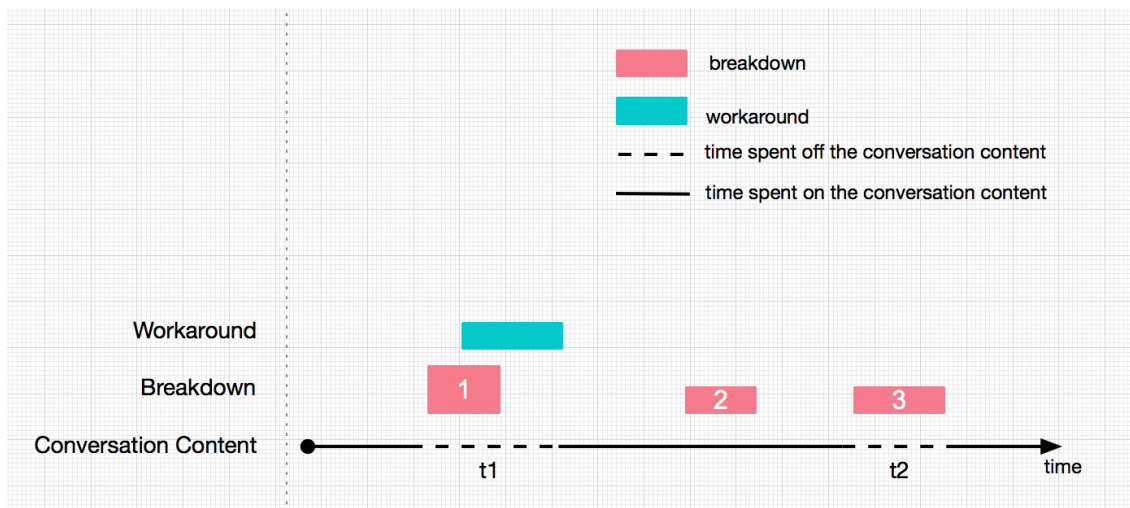 breakdown
workaround
time spent off the conversation content
time spent on the conversation content
Workaround
Breakdown
1
2
3
Conversation Content
t1
t2
time